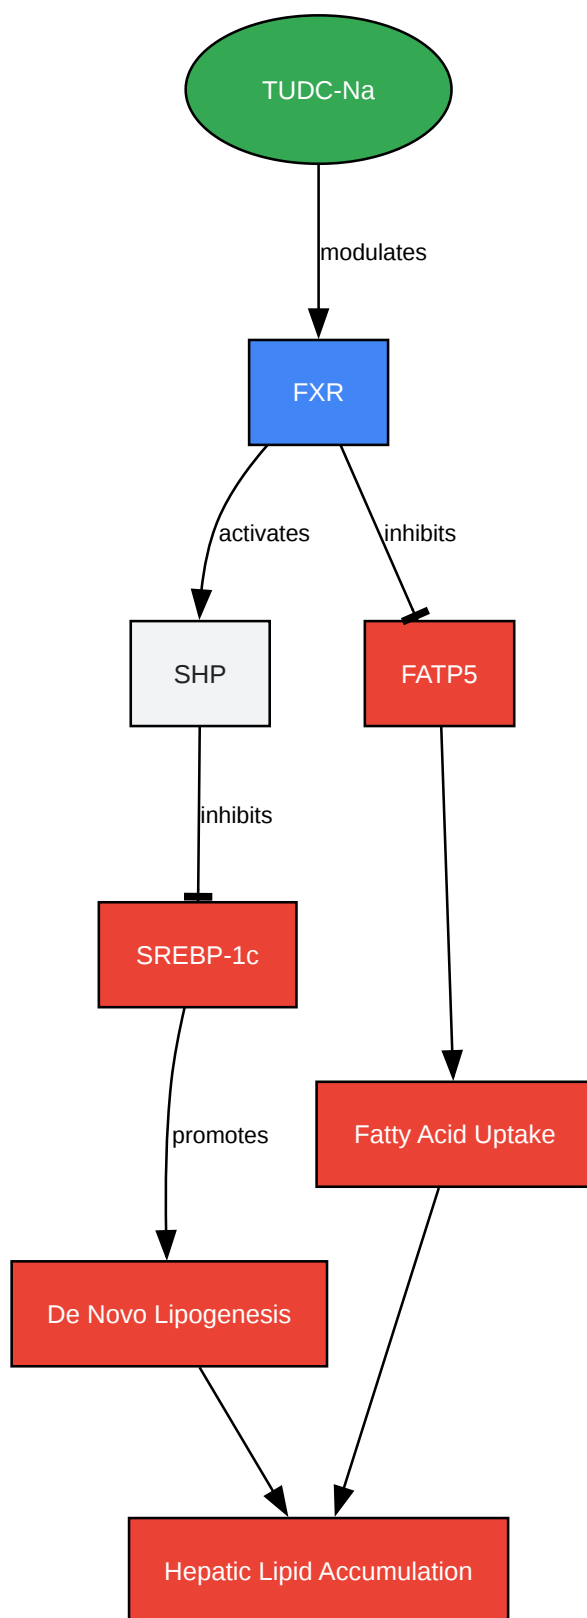 TUDC-Na
modulates
FXR
activates
inhibits
SHP
FATP5
inhibits
SREBP-1c
promotes
Fatty Acid Uptake
De Novo Lipogenesis
Hepatic Lipid Accumulation